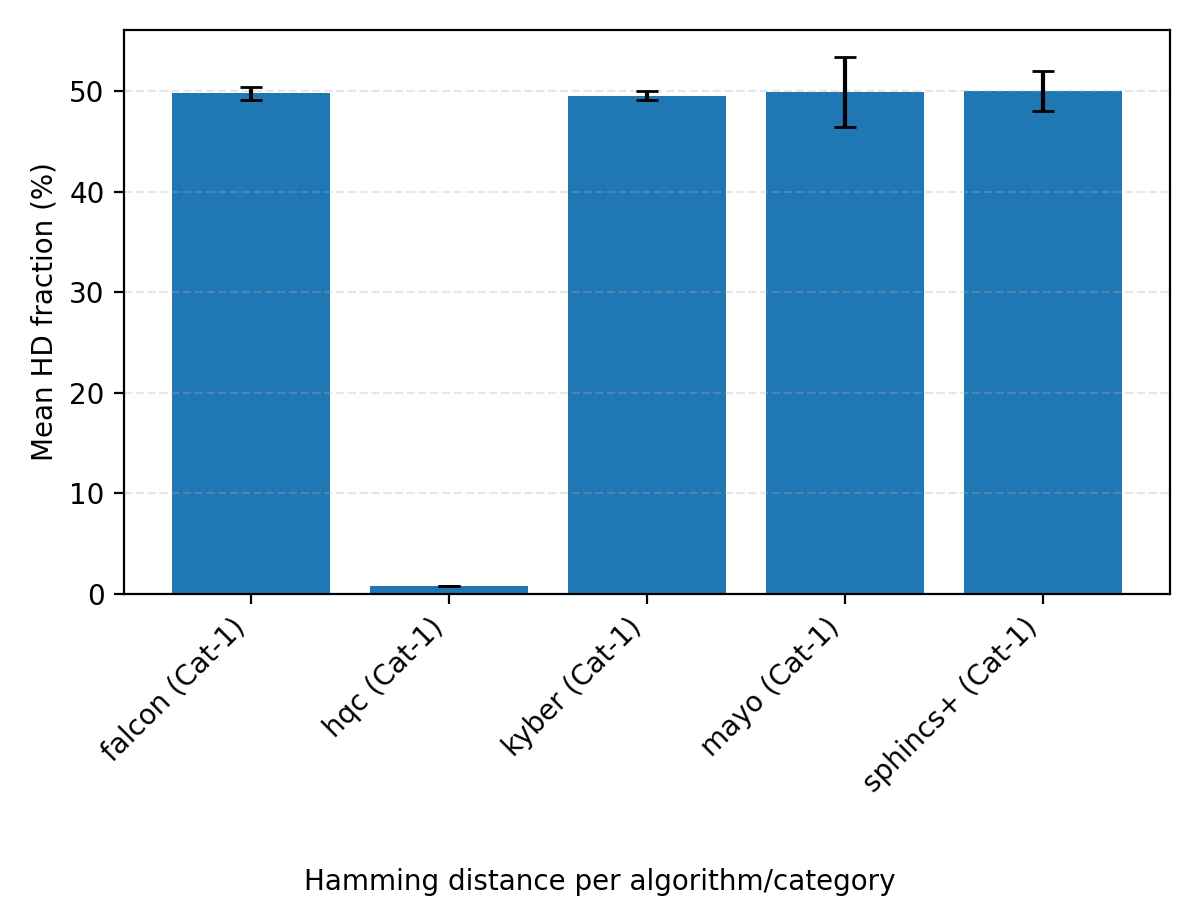 Mean HD fraction (%)
50
40
30
20
10
0
falcon (Cat-1)
hqc (Cat-1)
kyber (Cat-1)
mayo (Cat-1)
sphincs+ (Cat-1)
Hamming distance per algorithm/category